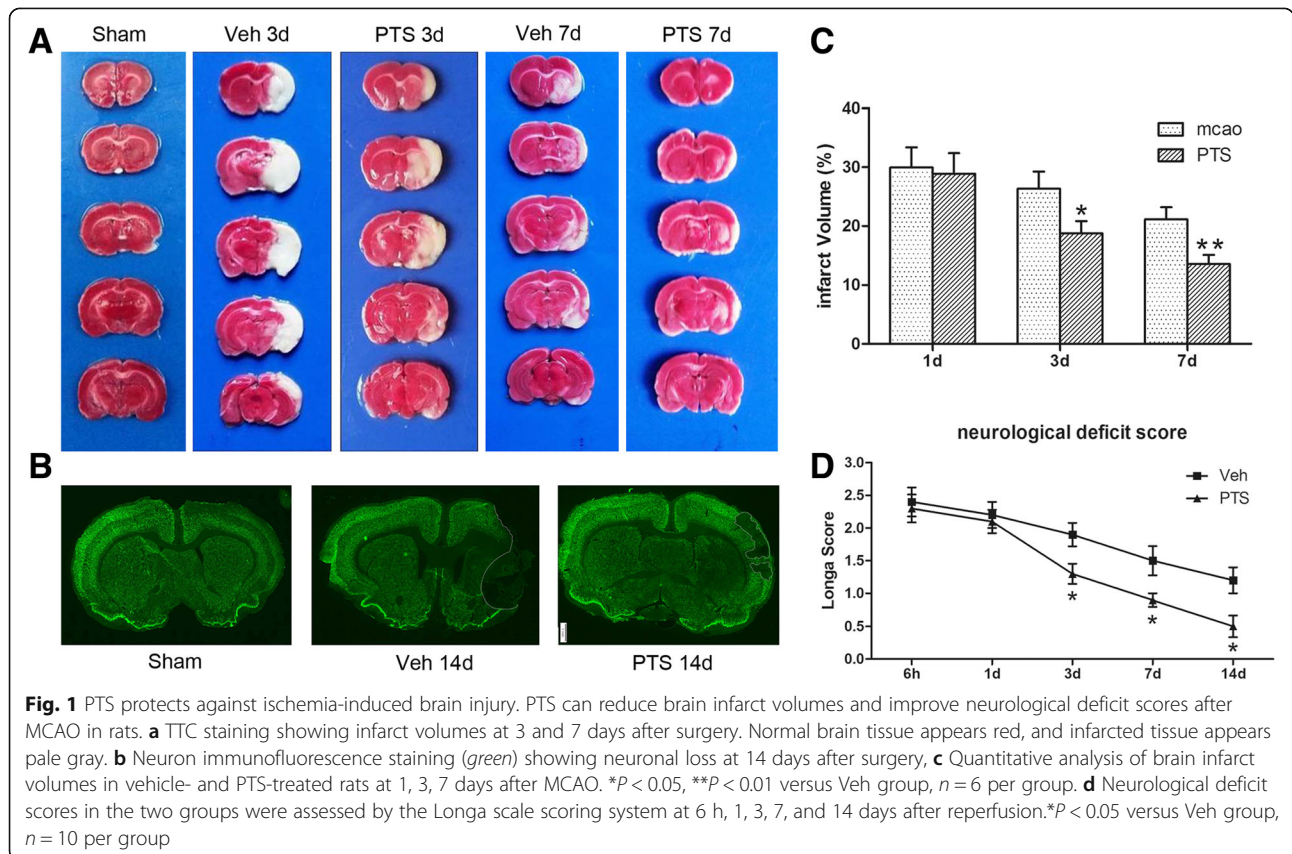 A
Sham
Veh 3d
PTS 3d
Veh 7d
PTS 7d
B
Sham
Veh 14d
PTS 14d
C
infarct Volume (%)
40
30
20
10
0
mcao
PTS
*
**
1d
3d
7d
neurological deficit score
D
Longa Score
3.0
2.5
2.0
1.5
1.0
0.5
0.0
Veh
PTS
*
*
*
6h
1d
3d
7d
14d
Fig. 1 PTS protects against ischemia-induced brain injury. PTS can reduce brain infarct volumes and improve neurological deficit scores after
MCAO in rats. a TTC staining showing infarct volumes at 3 and 7 days after surgery. Normal brain tissue appears red, and infarcted tissue appears
pale gray. b Neuron immunofluorescence staining (green) showing neuronal loss at 14 days after surgery, c Quantitative analysis of brain infarct
volumes in vehicle- and PTS-treated rats at 1, 3, 7 days after MCAO. *P < 0.05, **P < 0.01 versus Veh group, n = 6 per group. d Neurological deficit
scores in the two groups were assessed by the Longa scale scoring system at 6 h, 1, 3, 7, and 14 days after reperfusion.*P < 0.05 versus Veh group,
n = 10 per group